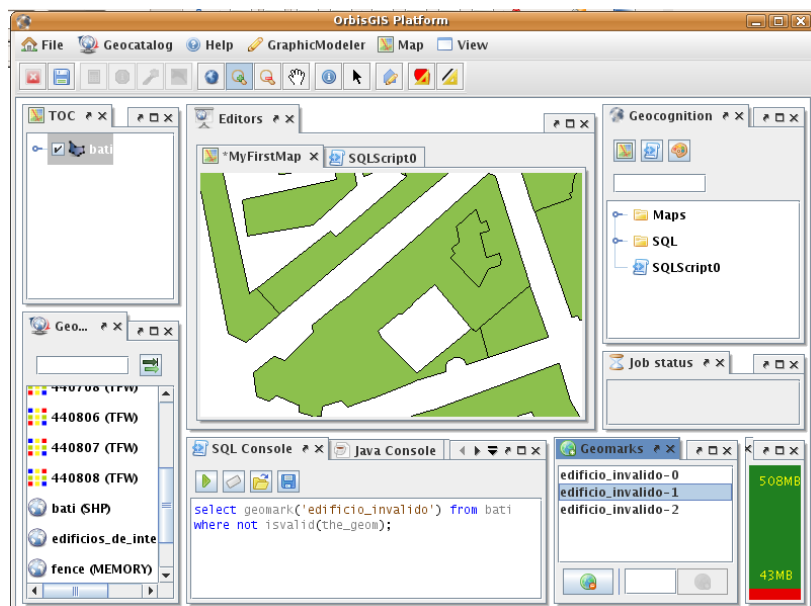 OrbisGIS Platform
File Geocatalog Help GraphicModeler Map View
TOC
bati
Editors
*MyFirstMap
SQLScript0
Geocognition
Maps
SQL
SQLScript0
Geo...
440806 (TFW)
440807 (TFW)
440808 (TFW)
bati (SHP)
edificios_de_inte
fence (MEMORY)
Job status
SQL Console
Java Console
select geomark('edificio_invalido') from bati
where not isvalid(the_geom);
Geomarks
edificio_invalido-0
edificio_invalido-1
edificio_invalido-2
508MB
43MB